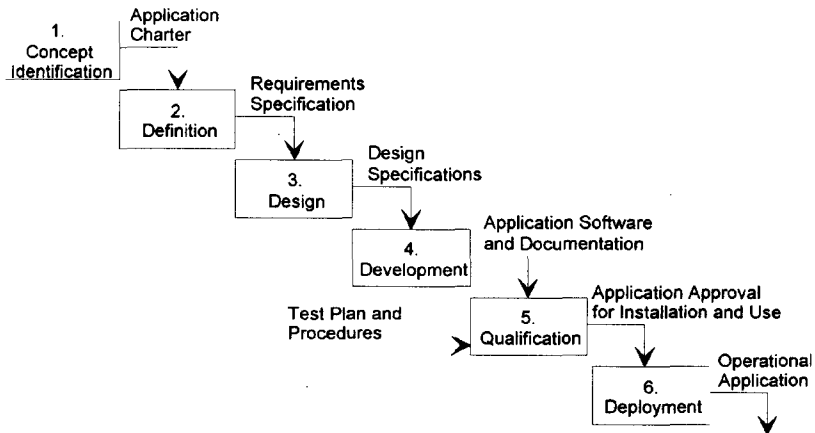 1.
Concept
Identification
Application
Charter
2.
Definition
Requirements
Specification
3.
Design
Design
Specifications
4.
Development
Application Software
and Documentation
Test Plan and
Procedures
5.
Qualification
Application Approval
for Installation and Use
6.
Deployment
Operational
Application